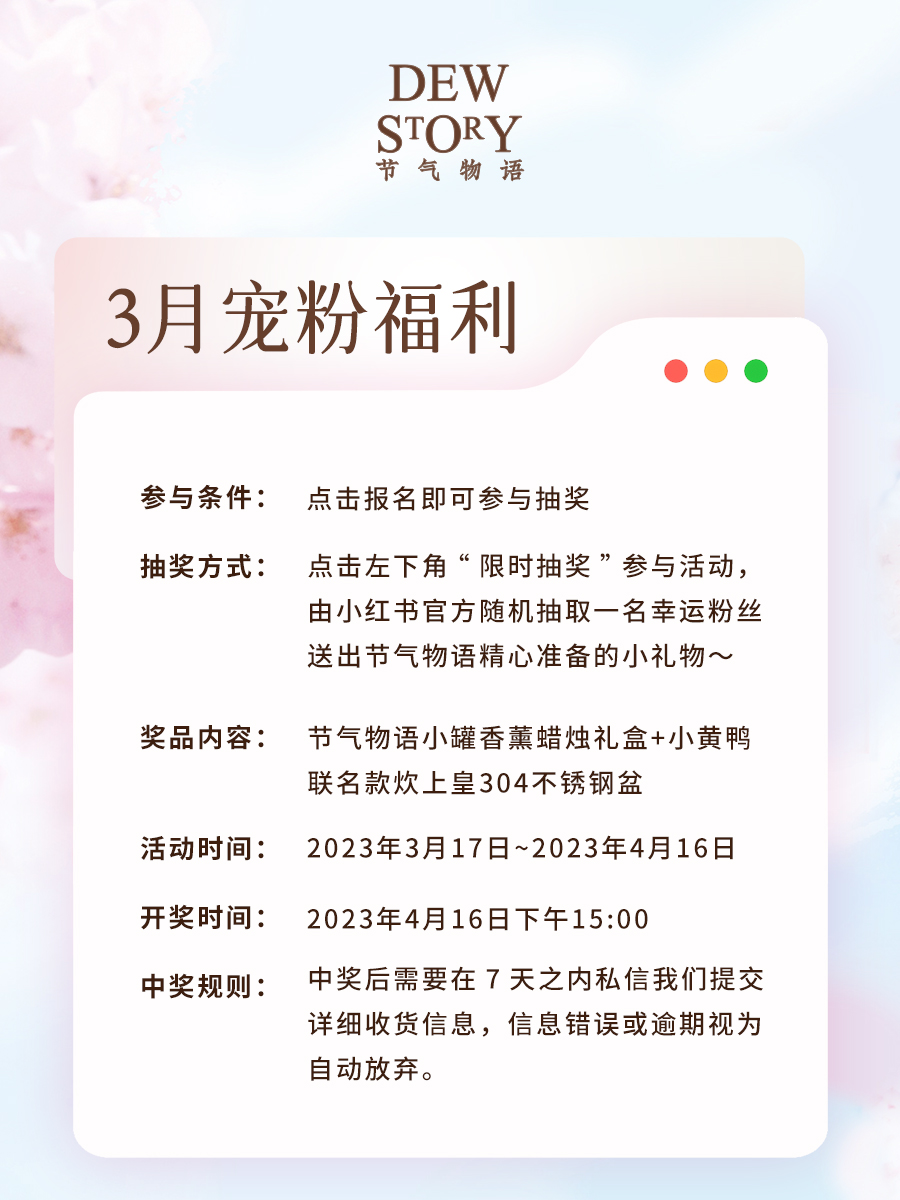 DEW
STORY
节气物语
3月宠粉福利
参与条件： 点击报名即可参与抽奖
抽奖方式： 点击左下角“限时抽奖”参与活动，
由小红书官方随机抽取一名幸运粉丝
送出节气物语精心准备的小礼物～
奖品内容： 节气物语小罐香薰蜡烛礼盒+小黄鸭
联名款炊上皇304不锈钢盆
活动时间： 2023年3月17日~2023年4月16日
开奖时间： 2023年4月16日下午15:00
中奖规则： 中奖后需要在 7 天之内私信我们提交
详细收货信息，信息错误或逾期视为
自动放弃。